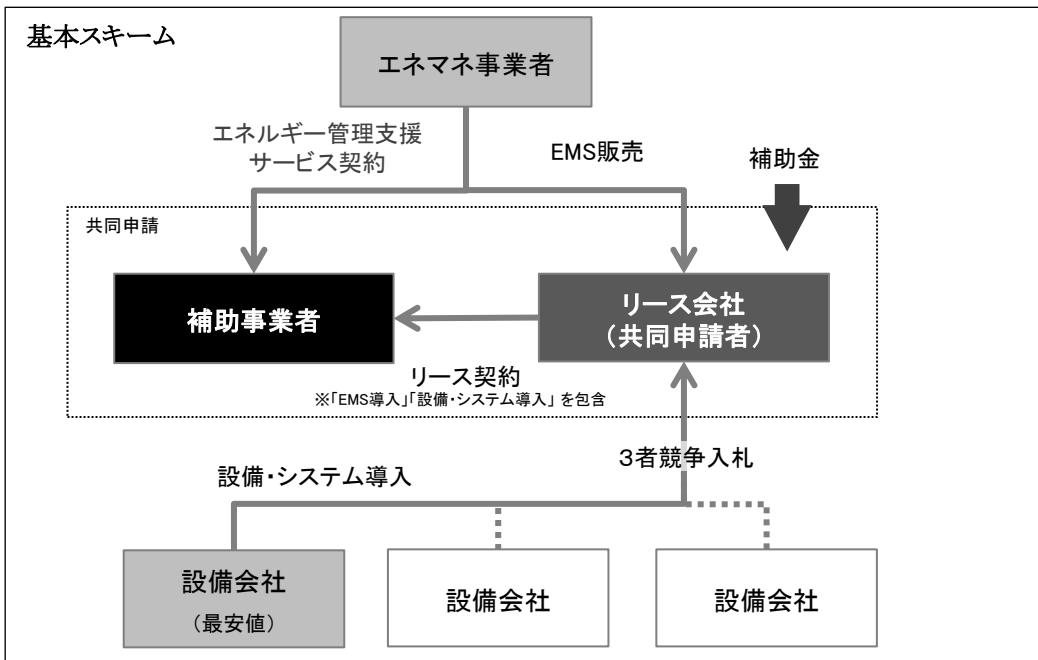 基本スキーム
エネマネ事業者
エネルギー管理支援
サービス契約
EMS販売
補助金
共同申請
補助事業者
リース会社
（共同申請者）
リース契約
※「EMS導入」「設備・システム導入」を包含
3者競争入札
設備・システム導入
設備会社
（最安値）
設備会社
設備会社